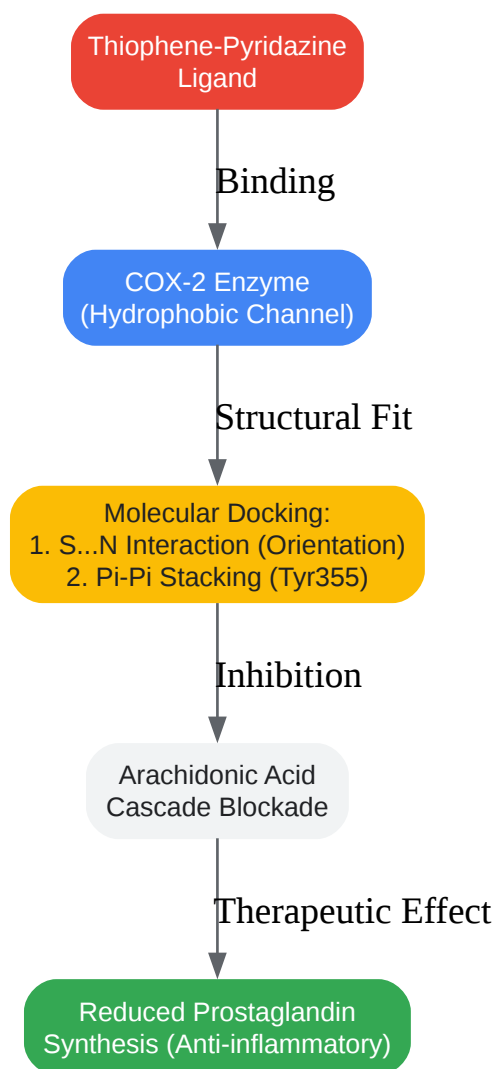 Thiophene-Pyridazine
Ligand
Binding
COX-2 Enzyme
(Hydrophobic Channel)
Structural Fit
Molecular Docking:
1. S...N Interaction (Orientation)
2. Pi-Pi Stacking (Tyr355)
Inhibition
Arachidonic Acid
Cascade Blockade
Therapeutic Effect
Reduced Prostaglandin
Synthesis (Anti-inflammatory)